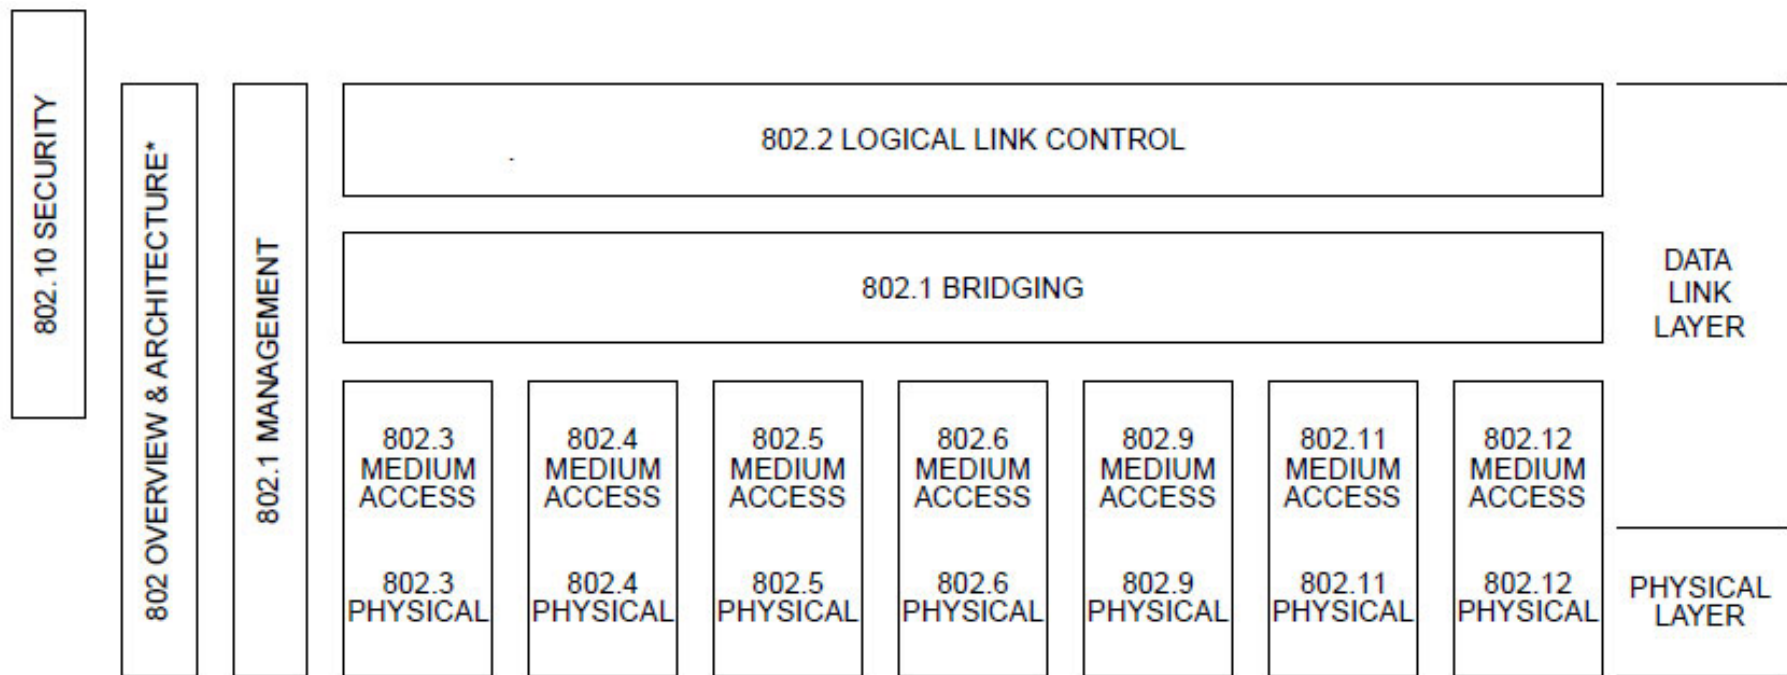 802.10 SECURITY
802 OVERVIEW & ARCHITECTURE*
802.1 MANAGEMENT
802.2 LOGICAL LINK CONTROL
802.1 BRIDGING
DATA
LINK
LAYER
802.3
MEDIUM
ACCESS
802.3
PHYSICAL
802.4
MEDIUM
ACCESS
802.4
PHYSICAL
802.5
MEDIUM
ACCESS
802.5
PHYSICAL
802.6
MEDIUM
ACCESS
802.6
PHYSICAL
802.9
MEDIUM
ACCESS
802.9
PHYSICAL
802.11
MEDIUM
ACCESS
802.11
PHYSICAL
802.12
MEDIUM
ACCESS
802.12
PHYSICAL
PHYSICAL
LAYER